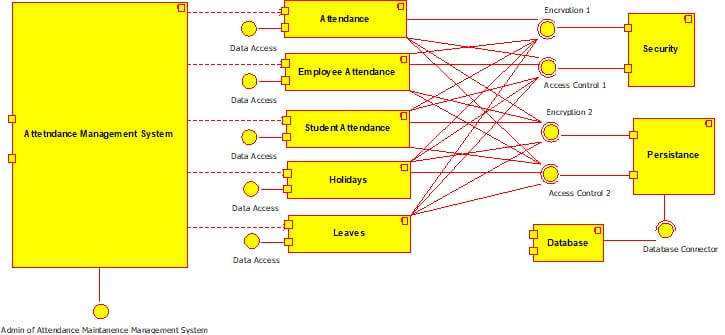 Encryption 1
Attendance
Data Access
Security
Employee Attendance
Access Control 1
Data Access
Encryption 2
Attetndance Management System
Student Attendance
Data Access
Persistance
Holidays
Access Control 2
Data Access
Leaves
Database
Data Access
Database Connector
Admin of Attendance Maintanence Management System